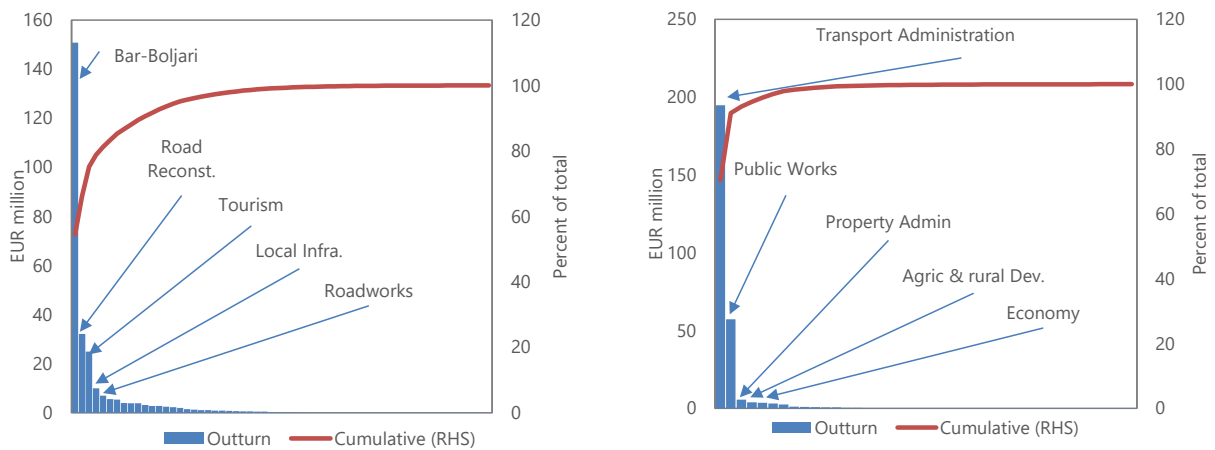 160
140
120
100
80
60
40
20
0
EUR million
120
100
80
60
40
20
0
Percent of total
Bar-Boljari
Road
Reconst.
Tourism
Local Infra.
Roadworks
Outturn
Cumulative (RHS)
250
200
150
100
50
0
EUR million
120
100
80
60
40
20
0
Percent of total
Transport Administration
Public Works
Property Admin
Agric & rural Dev.
Economy
Outturn
Cumulative (RHS)